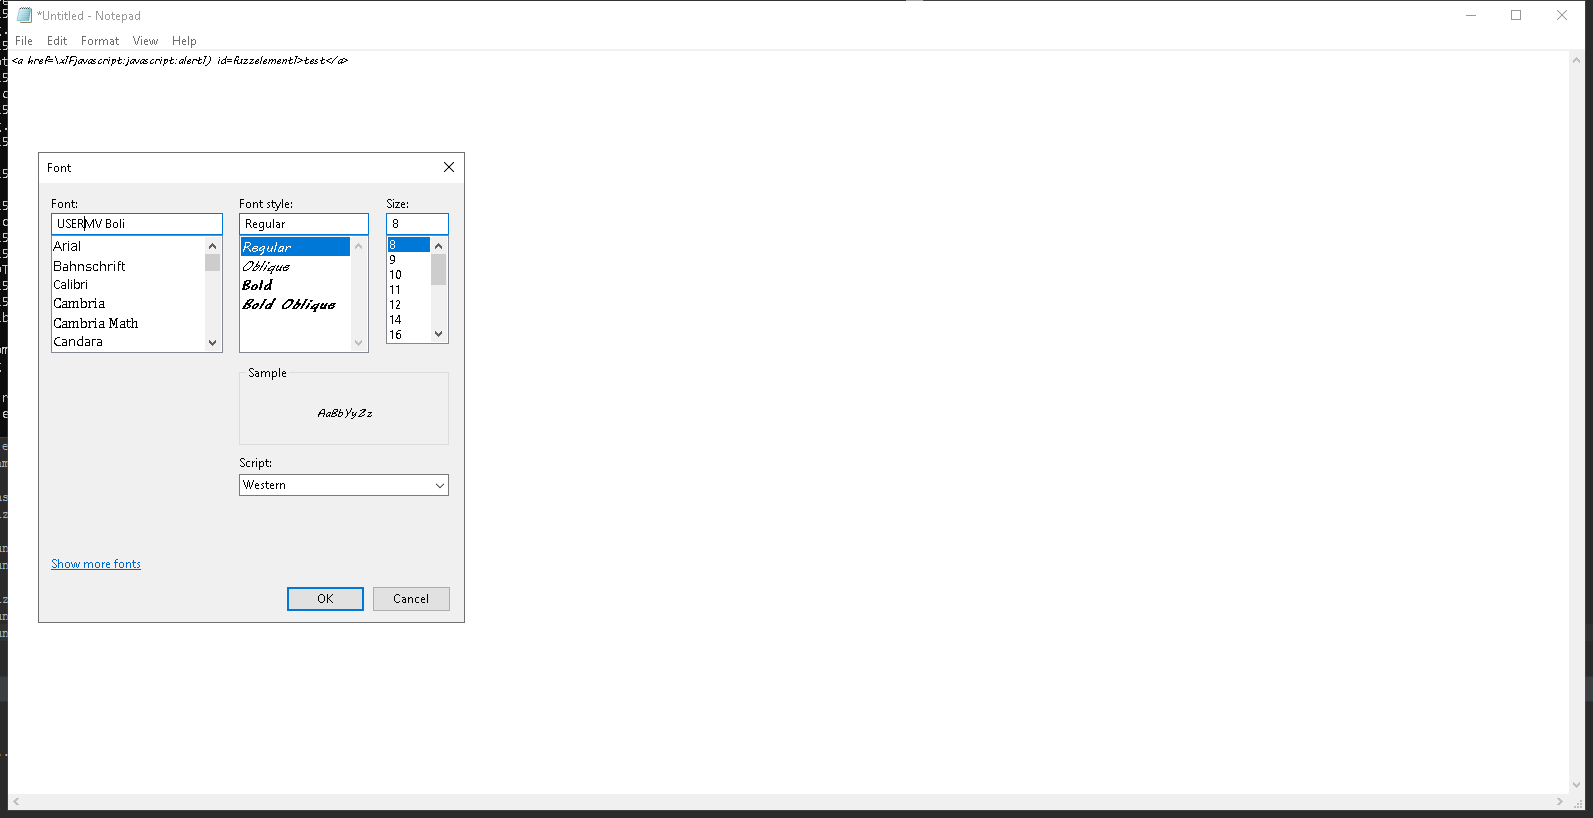 *Untitled - Notepad
File Edit Format View Help
<a href=\x1Fjavascript:javascript:alert1) id=fuzzelement1>test</a>
Font
Font: Font style: Size:
USERMV Boli Regular 8
Arial
Bahnschrift
Calibri
Cambria
Cambria Math
Candara
Regular
Oblique
Bold
Bold Oblique
8
9
10
11
12
14
16
Sample
AaBbYyZz
Script:
Western
Show more fonts
OK Cancel